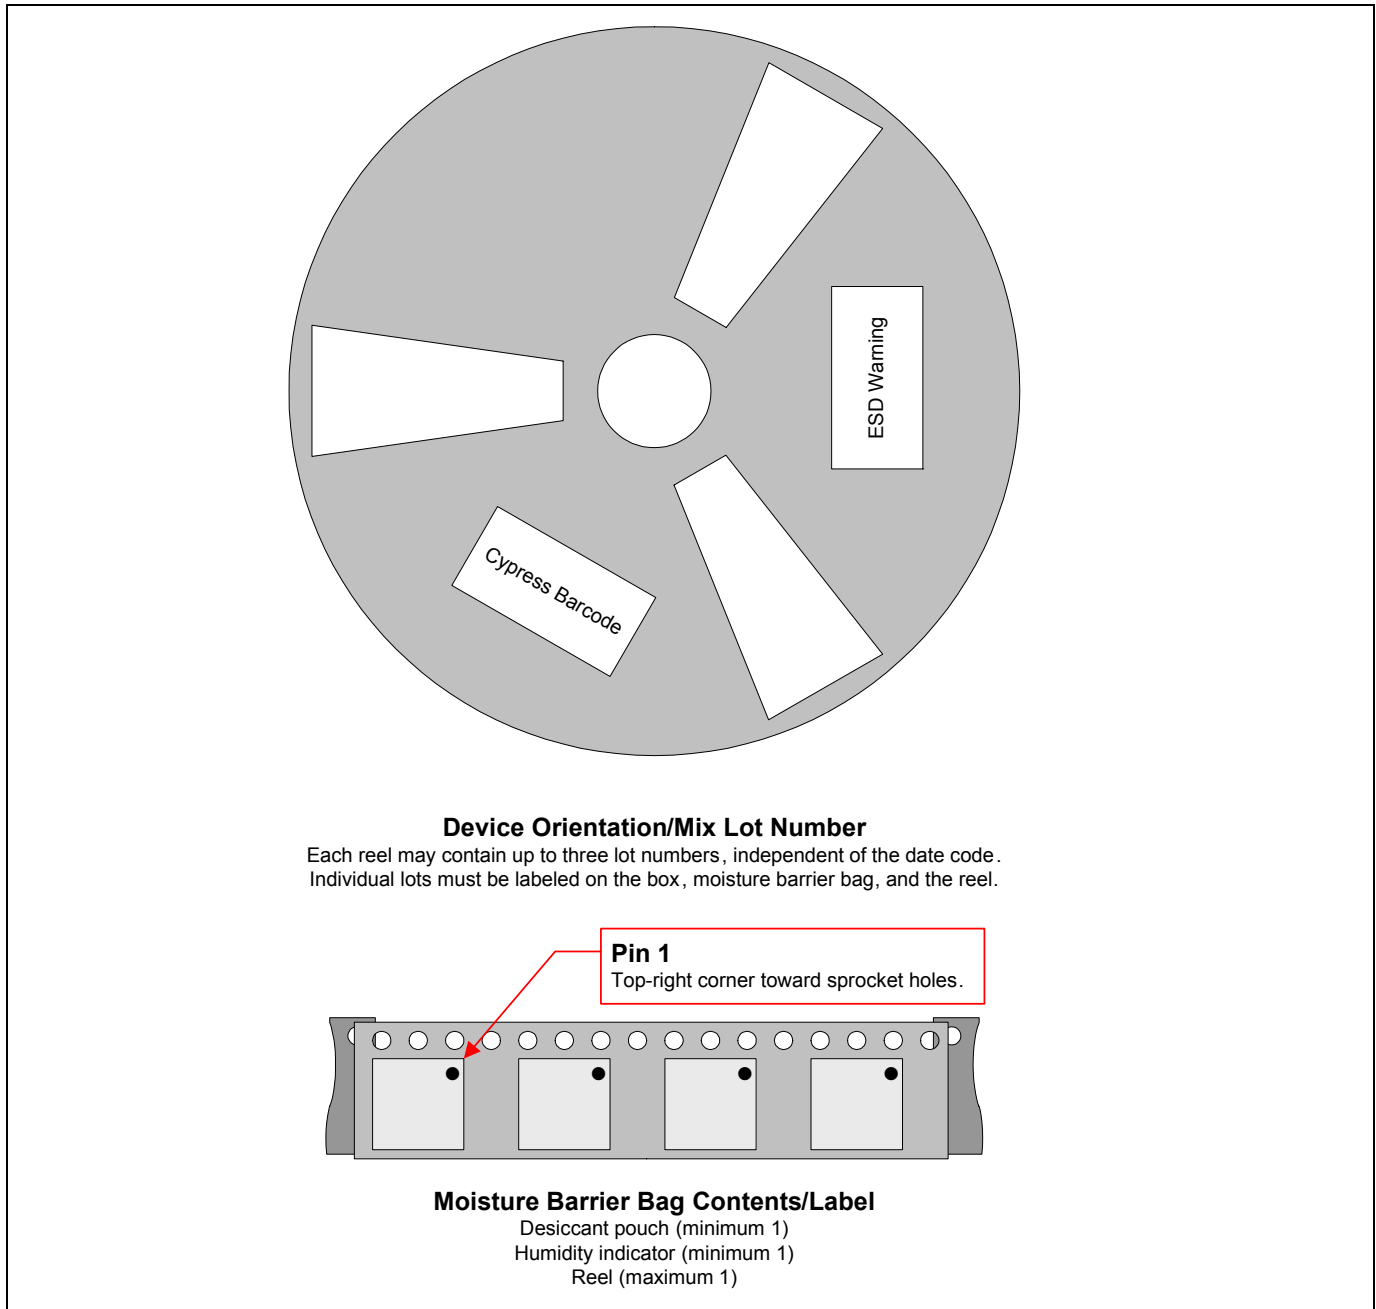 ESD Warning
Cypress Barcode
Device Orientation/Mix Lot Number
Each reel may contain up to three lot numbers, independent of the date code.
Individual lots must be labeled on the box, moisture barrier bag, and the reel.
Pin 1
Top-right corner toward sprocket holes.
Moisture Barrier Bag Contents/Label
Desiccant pouch (minimum 1)
Humidity indicator (minimum 1)
Reel (maximum 1)